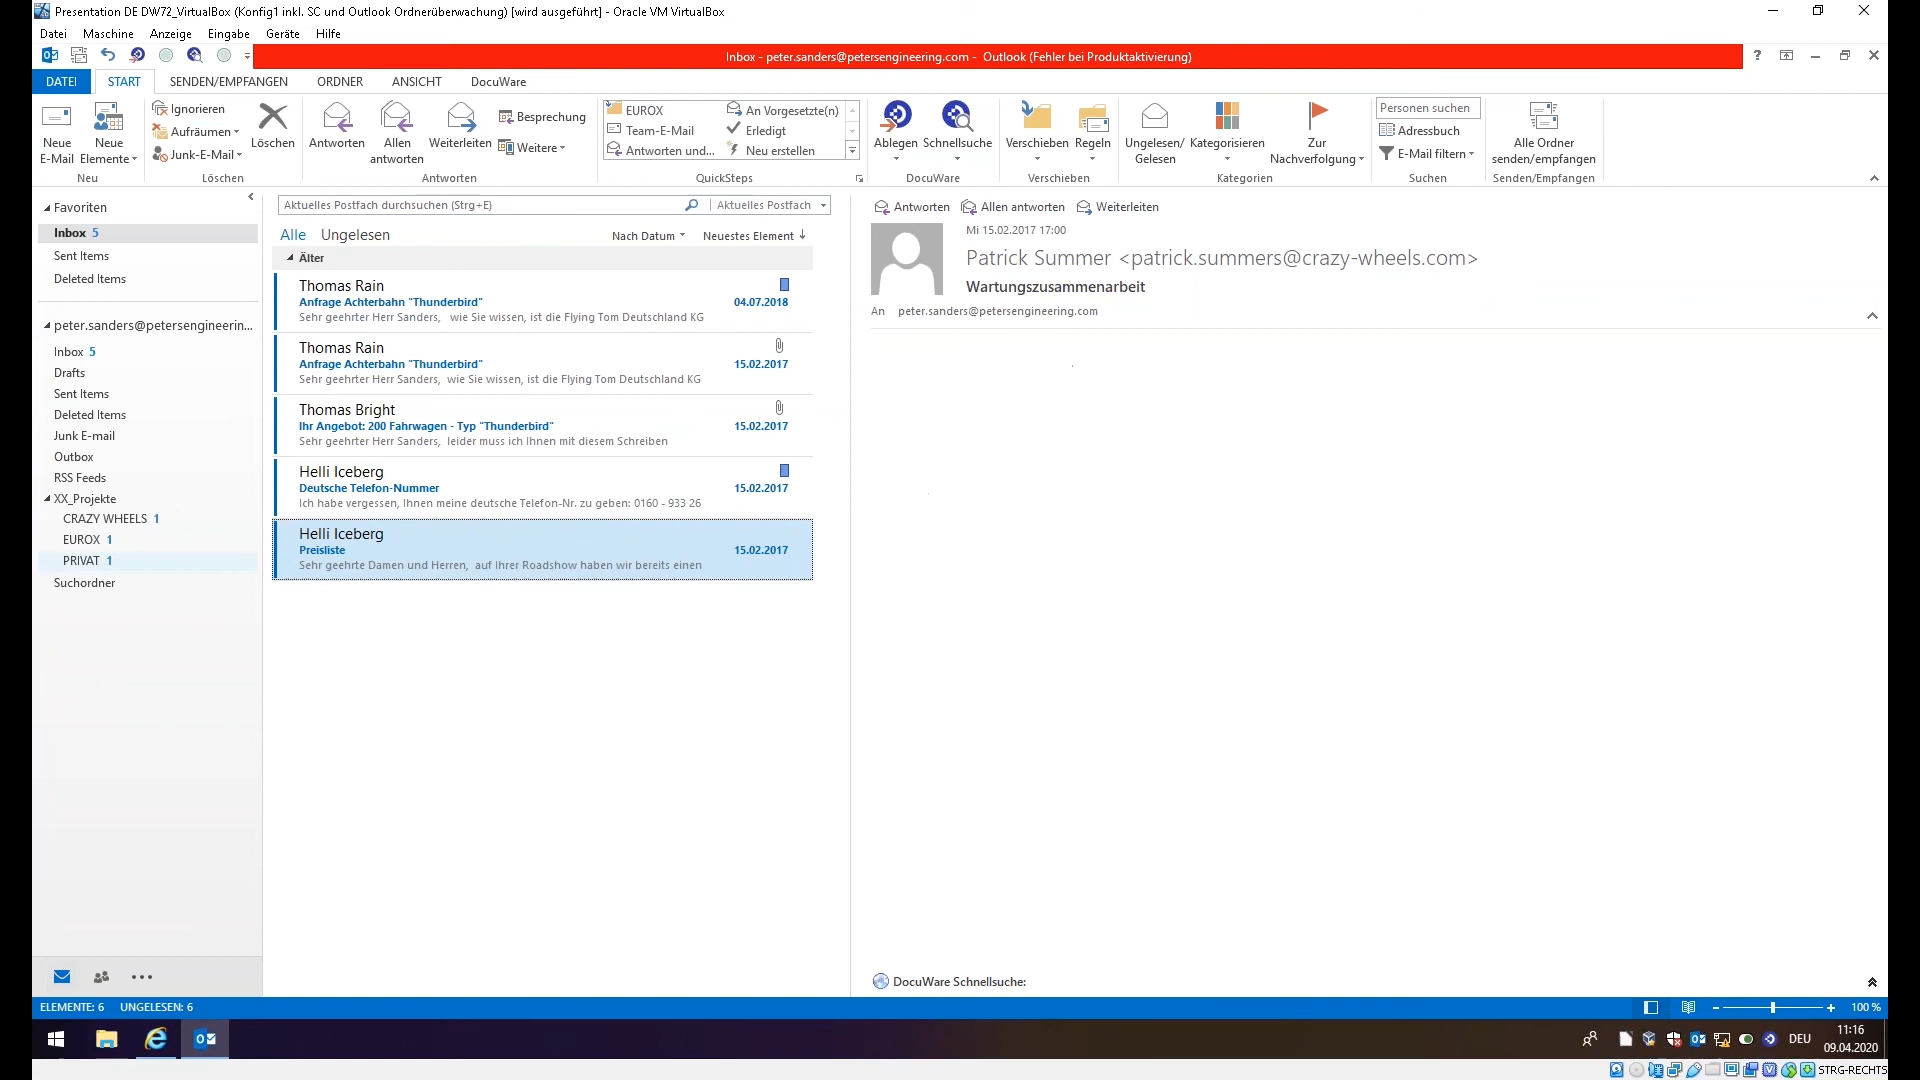 Presentation DE DW72_VirtualBox (Konfig1 inkl. SC und Outlook Ordnerüberwachung) [wird ausgeführt] - Oracle VM VirtualBox
Datei Maschine Anzeige Eingabe Geräte Hilfe
Inbox - peter.sanders@petersengineering.com - Outlook (Fehler bei Produktaktivierung)
DATEI START SENDEN/EMPFANGEN ORDNER ANSICHT DocuWare
Neue E-Mail
Neue Elemente
Neu
Ignorieren
Aufräumen
Junk-E-Mail
Löschen
Löschen
Antworten
Allen antworten
Weiterleiten
Besprechung
Weitere
Antworten
EUROX
Team-E-Mail
Antworten und...
An Vorgesetzte(n)
Erledigt
Neu erstellen
QuickSteps
Ablegen
Schnellsuche
DocuWare
Verschieben
Regeln
Verschieben
Ungelesen/ Gelesen
Kategorisieren
Zur Nachverfolgung
Kategorien
Personen suchen
Adressbuch
E-Mail filtern
Suchen
Alle Ordner senden/empfangen
Senden/Empfangen
Favoriten
Inbox 5
Sent Items
Deleted Items
peter.sanders@petersengineerin...
Inbox 5
Drafts
Sent Items
Deleted Items
Junk E-mail
Outbox
RSS Feeds
XX_Projekte
CRAZY WHEELS 1
EUROX 1
PRIVAT 1
Suchordner
Aktuelles Postfach durchsuchen (Strg+E) Aktuelles Postfach
Alle Ungelesen Nach Datum Neuestes Element
Älter
Thomas Rain
Anfrage Achterbahn "Thunderbird" 04.07.2018
Sehr geehrter Herr Sanders, wie Sie wissen, ist die Flying Tom Deutschland KG
Thomas Rain
Anfrage Achterbahn "Thunderbird" 15.02.2017
Sehr geehrter Herr Sanders, wie Sie wissen, ist die Flying Tom Deutschland KG
Thomas Bright
Ihr Angebot: 200 Fahrwagen - Typ "Thunderbird" 15.02.2017
Sehr geehrter Herr Sanders, leider muss ich Ihnen mit diesem Schreiben
Helli Iceberg
Deutsche Telefon-Nummer 15.02.2017
Ich habe vergessen, Ihnen meine deutsche Telefon-Nr. zu geben: 0160 - 933 26
Helli Iceberg
Preisliste 15.02.2017
Sehr geehrte Damen und Herren, auf Ihrer Roadshow haben wir bereits einen
Antworten Allen antworten Weiterleiten
Mi 15.02.2017 17:00
Patrick Summer <patrick.summers@crazy-wheels.com>
Wartungszusammenarbeit
An peter.sanders@petersengineering.com
DocuWare Schnellsuche:
ELEMENTE: 6 UNGELESEN: 6
100 %
DEU
11:16
09.04.2020
STRG-RECHTS